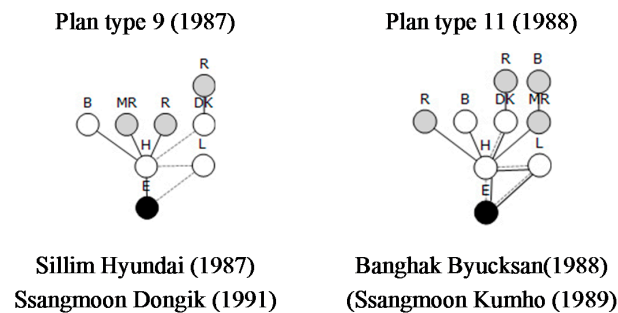 Plan type 9 (1987)
Plan type 11 (1988)
R
B MR R DK
H
L
E
R B
R B DK MR
H
L
E
Sillim Hyundai (1987)
Ssangmoon Dongik (1991)
Banghak Byucksan(1988)
(Ssangmoon Kumho (1989)